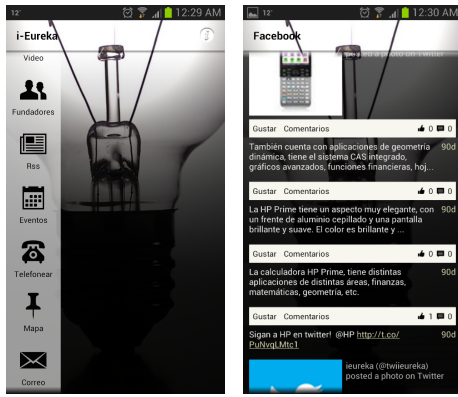 12°
12:29 AM
i-Eureka
Video
Fundadores
Rss
Eventos
Telefonear
Mapa
Correo
12°
12:30 AM
Facebook
posted a photo on Twitter
Gustar Comentarios 0 0
También cuenta con aplicaciones de geometría 90d
dinámica, tiene el sistema CAS integrado,
gráficos avanzados, funciones financieras, hoj...
Gustar Comentarios 0 0
La HP Prime tiene un aspecto muy elegante, con 90d
un frente de aluminio cepillado y una pantalla
brillante y suave. El color es brillante y ...
Gustar Comentarios 0 0
La calculadora HP Prime, tiene distintas 90d
aplicaciones de distintas áreas, finanzas,
matemáticas, geometría, etc.
Gustar Comentarios 1 0
Sigan a HP en twitter! @HP http://t.co/ 90d
PuNvqLMtc1
ieureka (@twiieureka)
posted a photo on Twitter